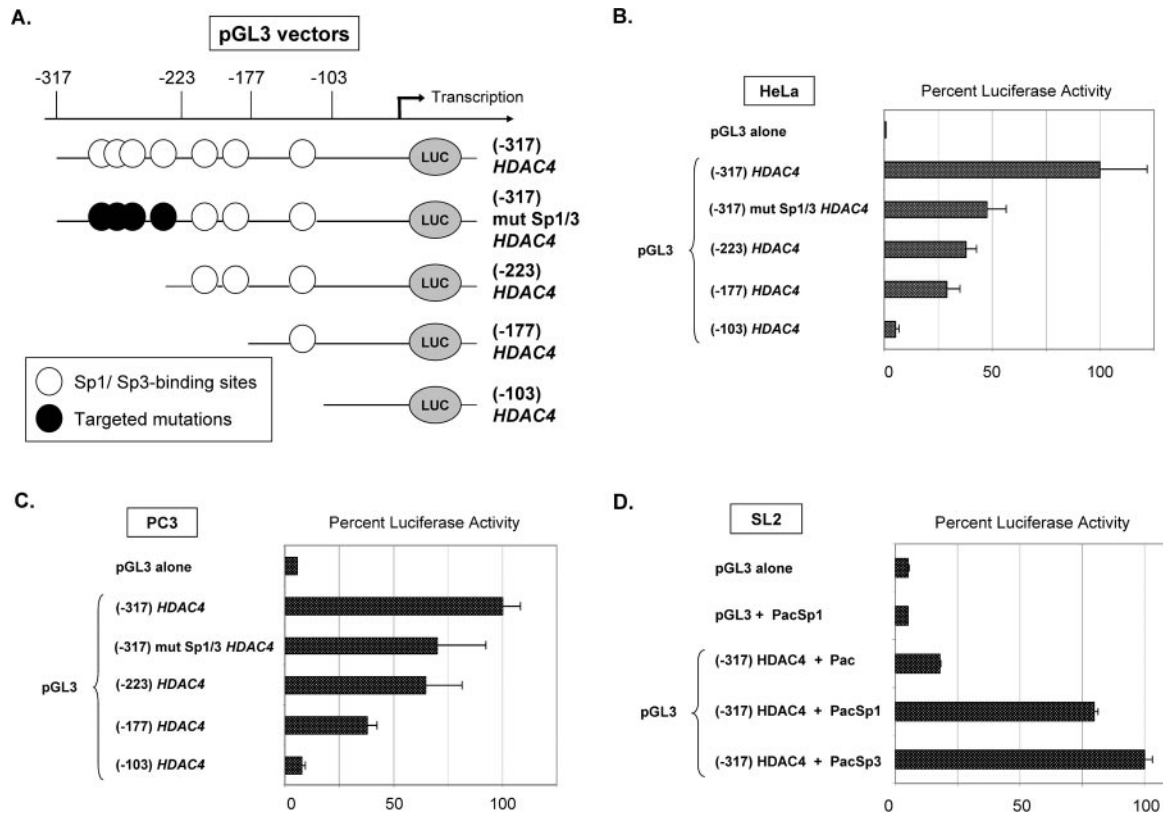 A.
pGL3 vectors
-317
-223
-177
-103
Transcription
LUC
(-317)
HDAC4
LUC
(-317)
mut Sp1/3
HDAC4
LUC
(-223)
HDAC4
LUC
(-177)
HDAC4
LUC
(-103)
HDAC4
Sp1/ Sp3-binding sites
Targeted mutations
B.
HeLa
Percent Luciferase Activity
pGL3 alone
pGL3
(-317) HDAC4
(-317) mut Sp1/3 HDAC4
(-223) HDAC4
(-177) HDAC4
(-103) HDAC4
0
50
100
C.
PC3
Percent Luciferase Activity
pGL3 alone
pGL3
(-317) HDAC4
(-317) mut Sp1/3 HDAC4
(-223) HDAC4
(-177) HDAC4
(-103) HDAC4
0
50
100
D.
SL2
Percent Luciferase Activity
pGL3 alone
pGL3 + PacSp1
pGL3
(-317) HDAC4 + Pac
(-317) HDAC4 + PacSp1
(-317) HDAC4 + PacSp3
0
50
100